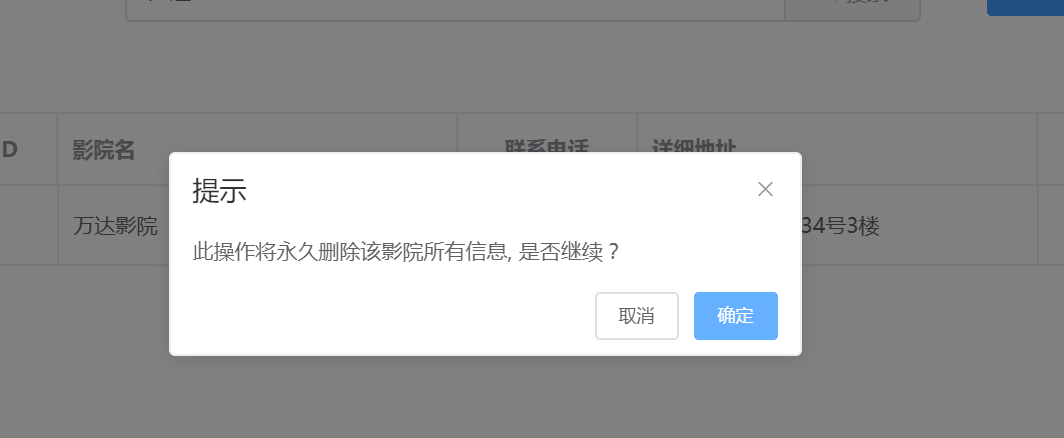 D
影院名
联系电话
详细地址
万达影院
34号3楼
提示
此操作将永久删除该影院所有信息, 是否继续？
取消
确定